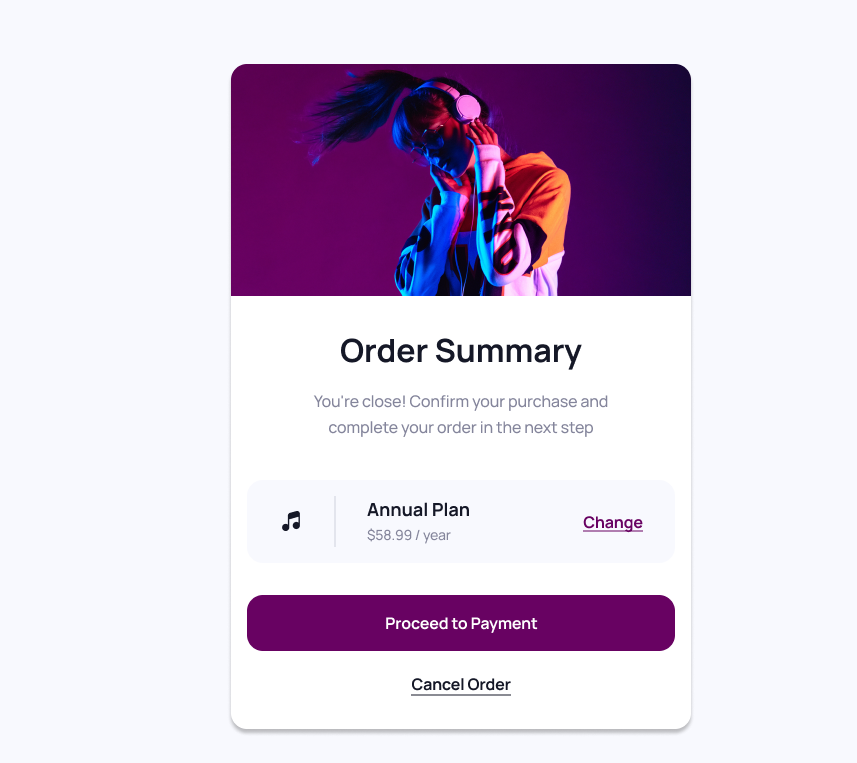 Order Summary
You're close! Confirm your purchase and
complete your order in the next step
Annual Plan
$58.99 / year
Change
Proceed to Payment
Cancel Order